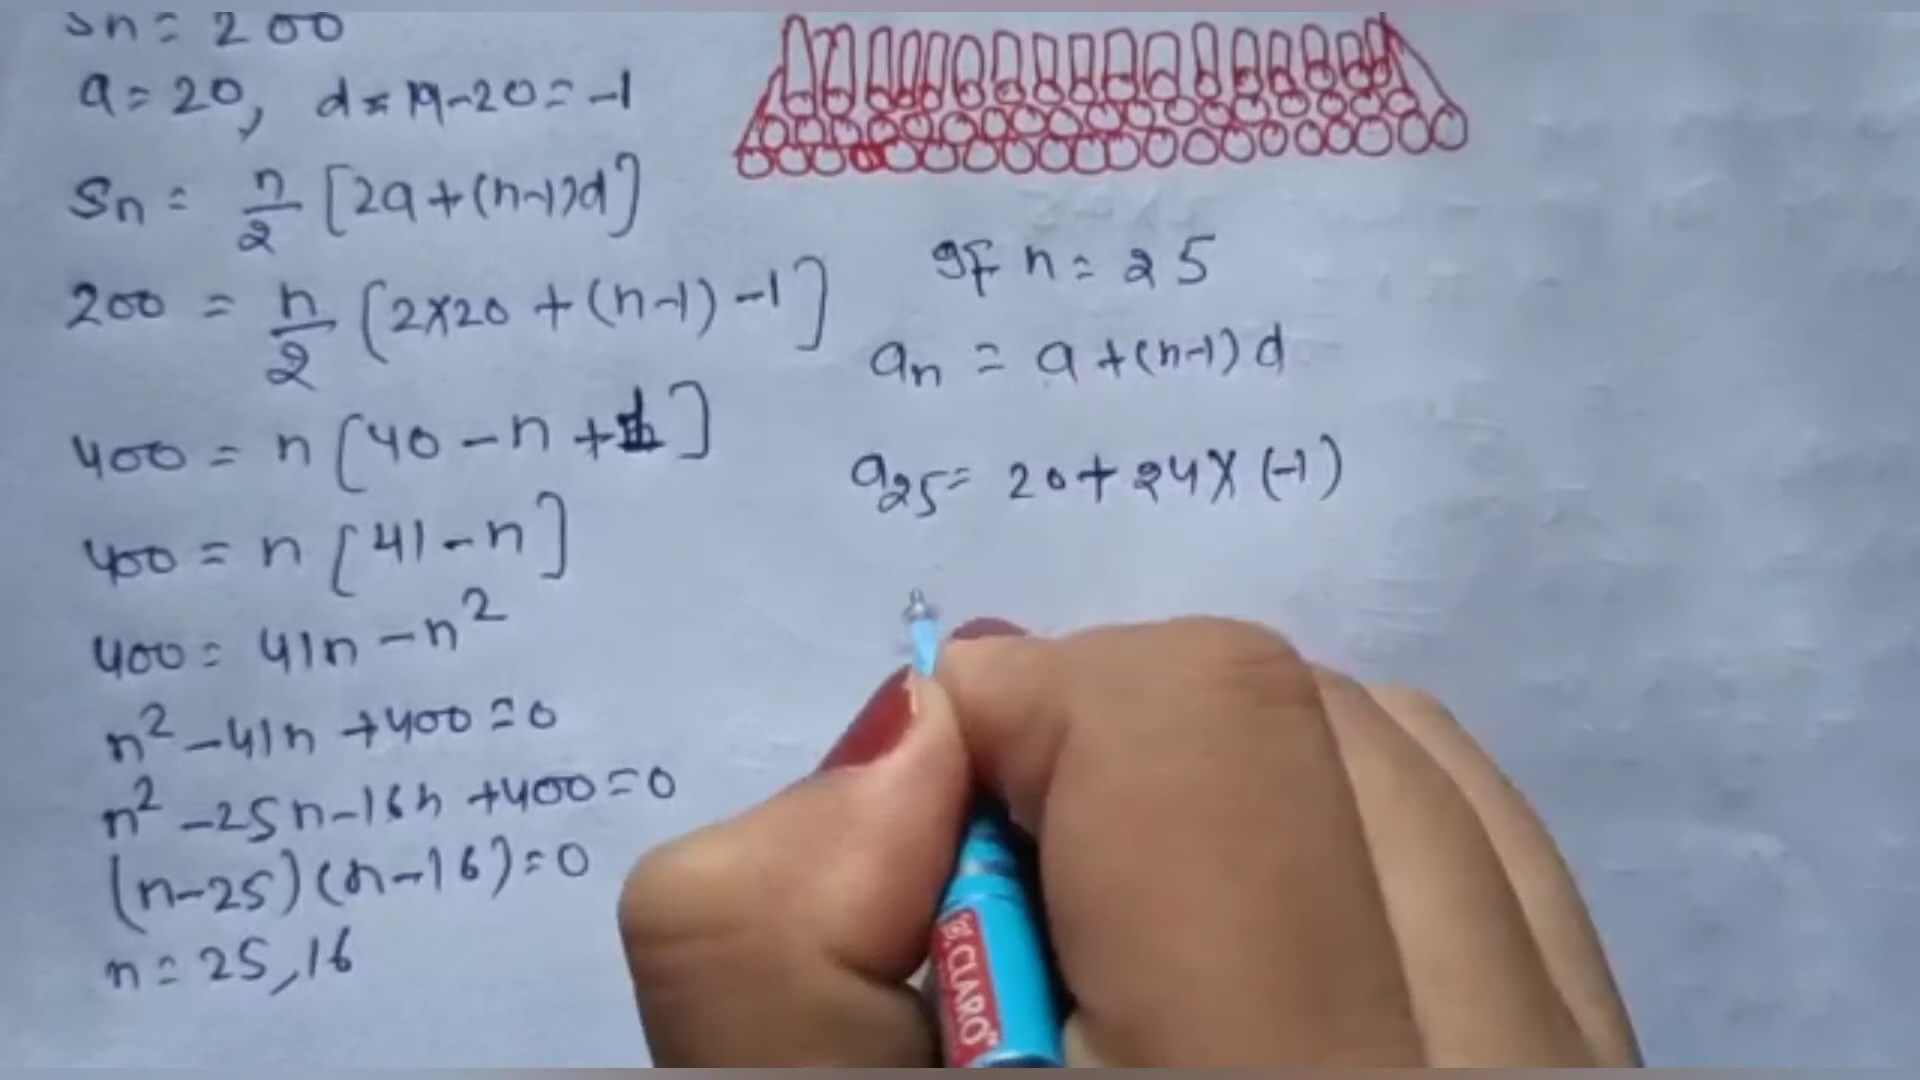 Sn = 200
a = 20, d = 19-20 = -1
Sn = n/2 [2a+(n-1)d]
200 = n/2 [2×20 + (n-1) -1]
400 = n [40 - n + 1]
400 = n [41 - n]
400 = 41n - n²
n² - 41n + 400 = 0
n² - 25n - 16n + 400 = 0
(n-25)(n-16) = 0
n = 25, 16
If n = 25
an = a + (n-1) d
a25 = 20 + 24 × (-1)
CLARO